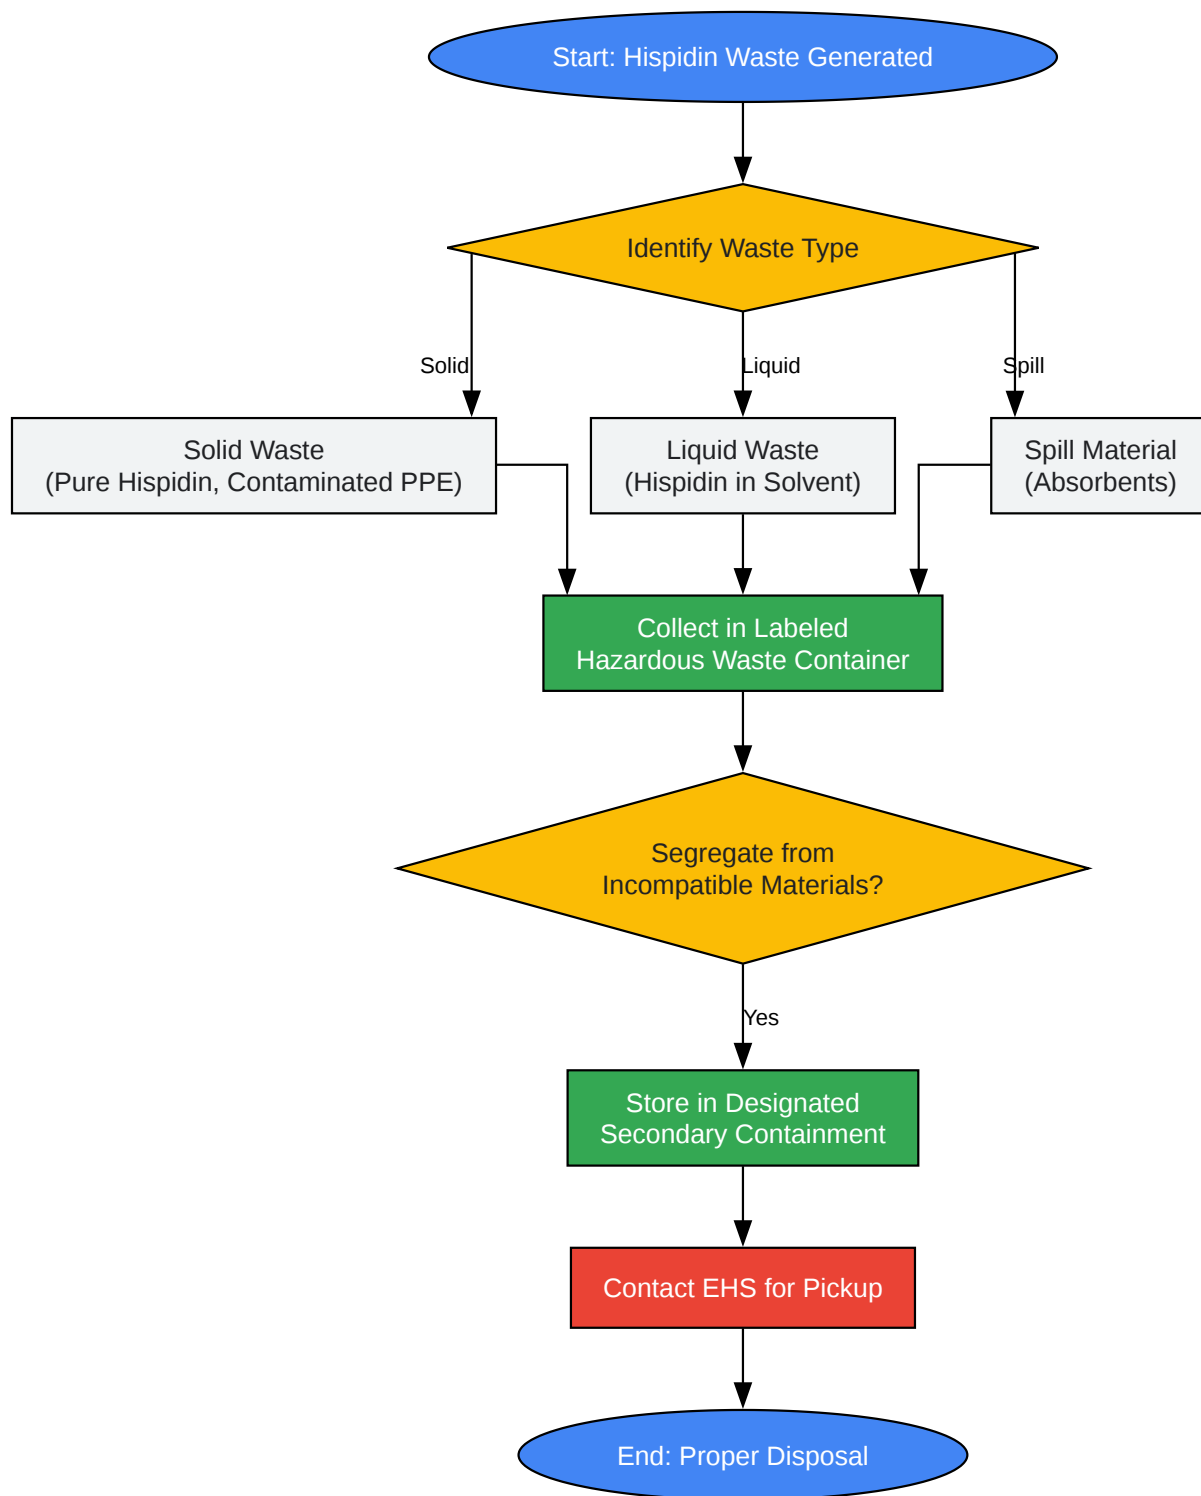 Start: Hispidin Waste Generated
Identify Waste Type
Solid
Liquid
Spill
Solid Waste
(Pure Hispidin, Contaminated PPE)
Liquid Waste
(Hispidin in Solvent)
Spill Material
(Absorbents)
Collect in Labeled
Hazardous Waste Container
Segregate from
Incompatible Materials?
Yes
Store in Designated
Secondary Containment
Contact EHS for Pickup
End: Proper Disposal